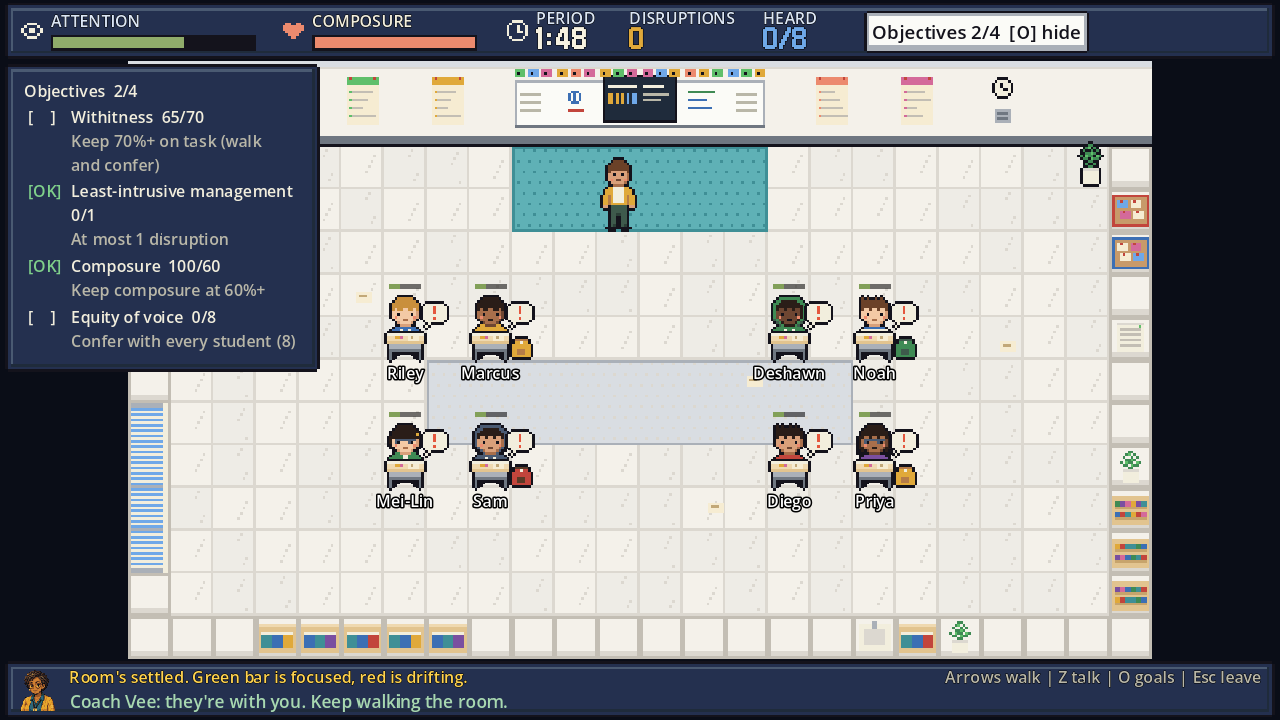 ATTENTION
COMPOSURE
PERIOD
1:48
DISRUPTIONS
0
HEARD
0/8
Objectives 2/4 [O] hide
Objectives 2/4
[ ] Withitness 65/70
Keep 70%+ on task (walk
and confer)
[OK] Least-intrusive management
0/1
At most 1 disruption
[OK] Composure 100/60
Keep composure at 60%+
[ ] Equity of voice 0/8
Confer with every student (8)
! ! ! !
Riley Marcus Deshawn Noah
! ! ! !
Mei-Lin Sam Diego Priya
Room's settled. Green bar is focused, red is drifting.
Coach Vee: they're with you. Keep walking the room.
Arrows walk | Z talk | O goals | Esc leave